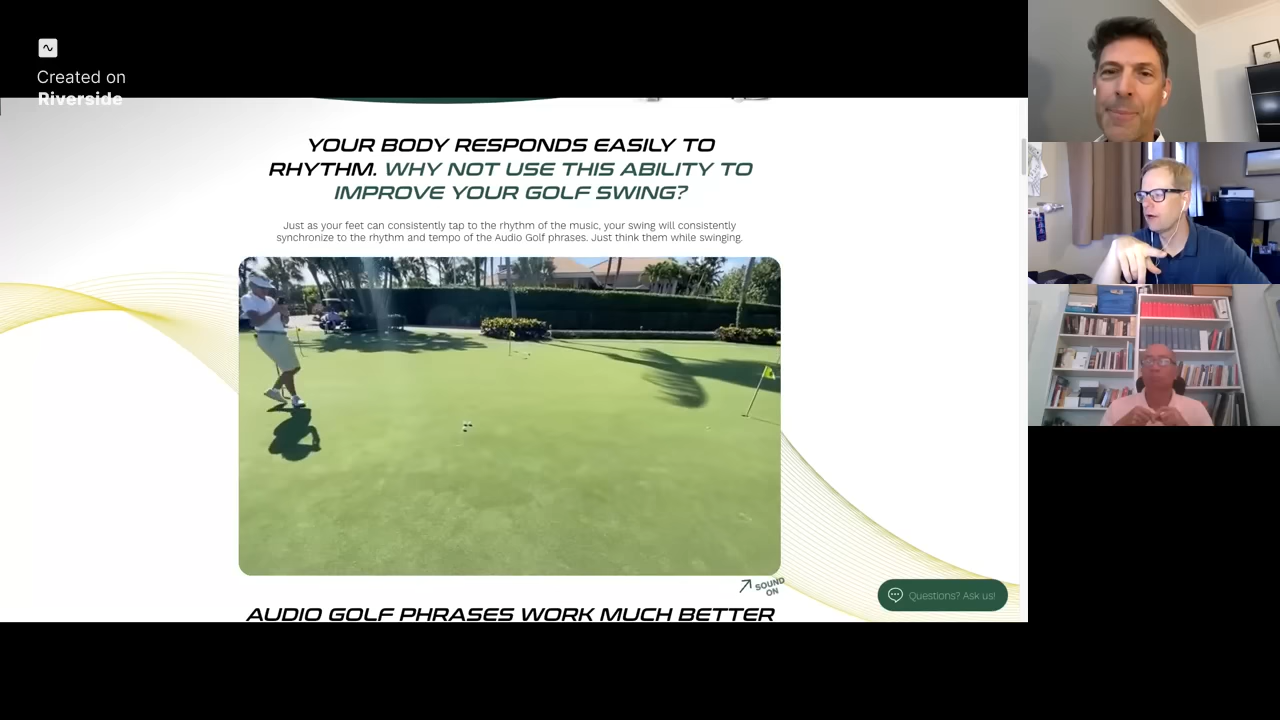 Created on
Riverside
YOUR BODY RESPONDS EASILY TO
RHYTHM. WHY NOT USE THIS ABILITY TO
IMPROVE YOUR GOLF SWING?
Just as your feet can consistently tap to the rhythm of the music, your swing will consistently
synchronize to the rhythm and tempo of the Audio Golf phrases. Just think them while swinging.
SOUND
ON
Questions? Ask us!
AUDIO GOLF PHRASES WORK MUCH BETTER